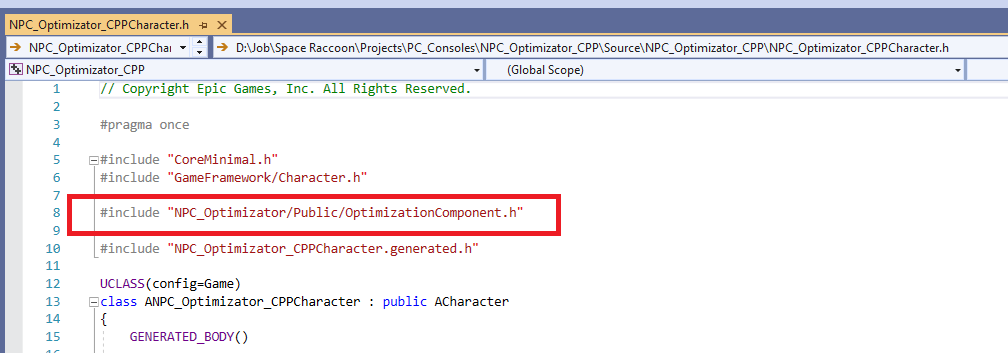 NPC_Optimizator_CPPCharacter.h
NPC_Optimizator_CPPChar
D:\Job\Space Raccoon\Projects\PC_Consoles\NPC_Optimizator_CPP\Source\NPC_Optimizator_CPP\NPC_Optimizator_CPPCharacter.h
NPC_Optimizator_CPP
(Global Scope)
1 // Copyright Epic Games, Inc. All Rights Reserved.
2
3 #pragma once
4
5 #include "CoreMinimal.h"
6 #include "GameFramework/Character.h"
7
8 #include "NPC_Optimizator/Public/OptimizationComponent.h"
9
10 #include "NPC_Optimizator_CPPCharacter.generated.h"
11
12 UCLASS(config=Game)
13 class ANPC_Optimizator_CPPCharacter : public ACharacter
14 {
15 GENERATED_BODY()